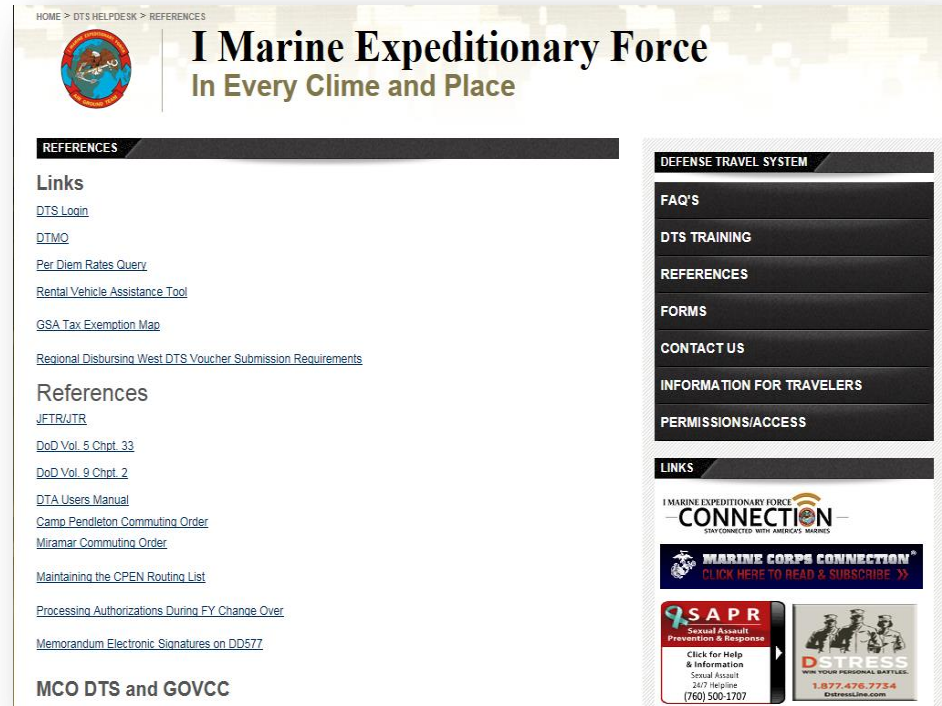 HOME > DTS HELPDESK > REFERENCES
I Marine Expeditionary Force
In Every Clime and Place
REFERENCES
Links
DTS Login
DTMO
Per Diem Rates Query
Rental Vehicle Assistance Tool
GSA Tax Exemption Map
Regional Disbursing West DTS Voucher Submission Requirements
References
JFTR/JTR
DoD Vol. 5 Chpt. 33
DoD Vol. 9 Chpt. 2
DTA Users Manual
Camp Pendleton Commuting Order
Miramar Commuting Order
Maintaining the CPEN Routing List
Processing Authorizations During FY Change Over
Memorandum Electronic Signatures on DD577
MCO DTS and GOVCC
DEFENSE TRAVEL SYSTEM
FAQ'S
DTS TRAINING
REFERENCES
FORMS
CONTACT US
INFORMATION FOR TRAVELERS
PERMISSIONS/ACCESS
LINKS
I MARINE EXPEDITIONARY FORCE
CONNECTION
STAY CONNECTED WITH AMERICA'S MARINES
MARINE CORPS CONNECTION®
CLICK HERE TO READ & SUBSCRIBE »
SAPR
Sexual Assault
Prevention & Response
Click for Help
& Information
Sexual Assault
24/7 Helpline
(760) 500-1707
DSTRESS
WIN YOUR PERSONAL BATTLES.
1.877.476.7734
DstressLine.com